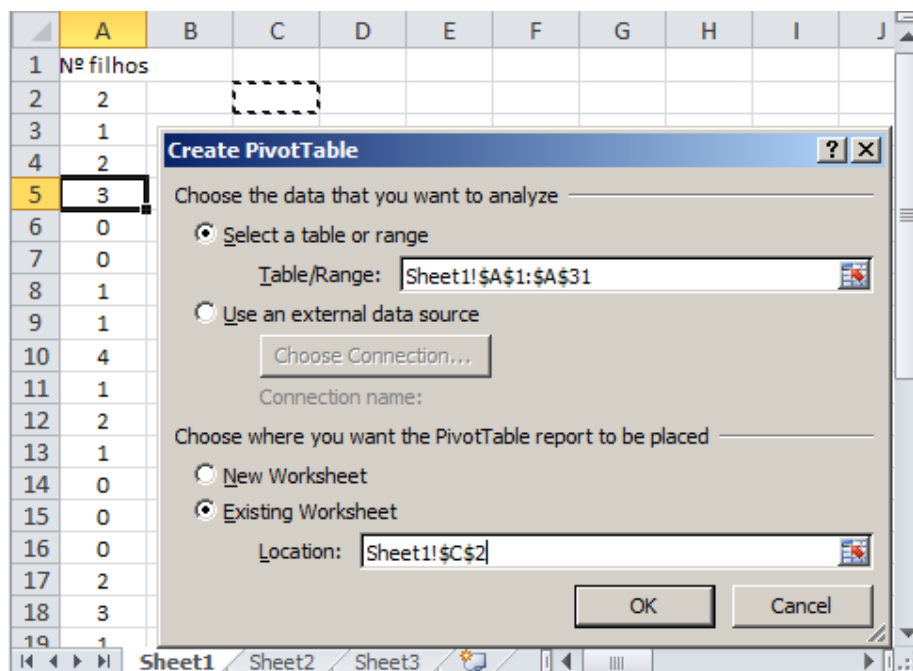 A B C D E F G H I J
1 Nº filhos
2 2
3 1
4 2
5 3
6 0
7 0
8 1
9 1
10 4
11 1
12 2
13 1
14 0
15 0
16 0
17 2
18 3
19 1
Create PivotTable
Choose the data that you want to analyze
Select a table or range
Table/Range: Sheet1!$A$1:$A$31
Use an external data source
Choose Connection...
Connection name:
Choose where you want the PivotTable report to be placed
New Worksheet
Existing Worksheet
Location: Sheet1!$C$2
OK Cancel
Sheet1 Sheet2 Sheet3